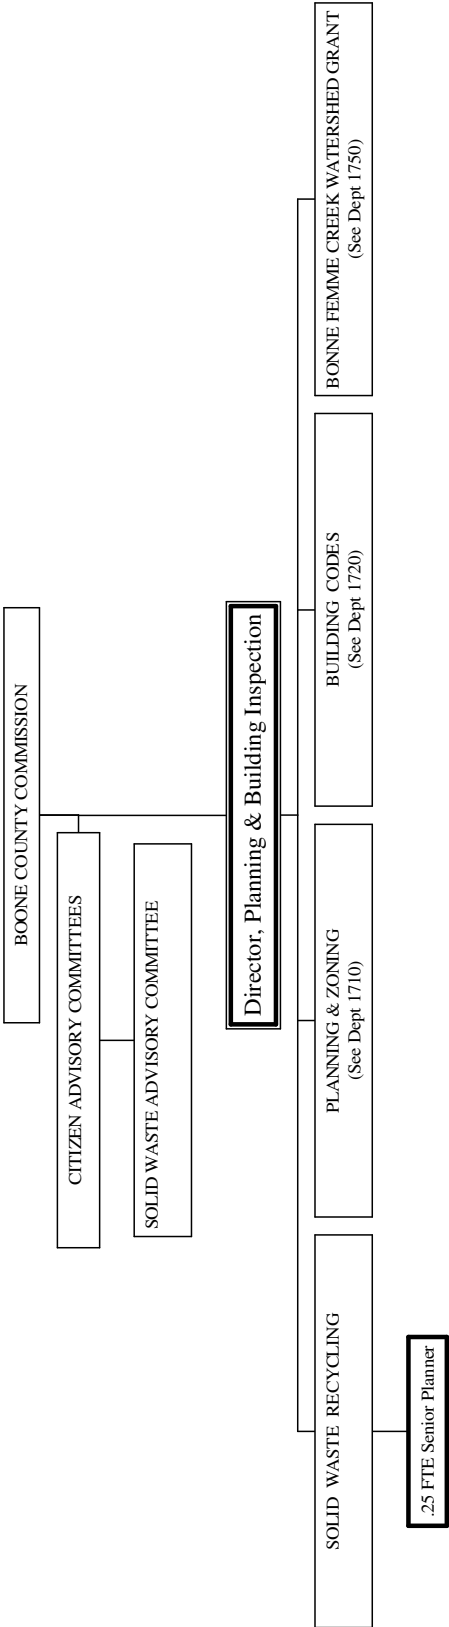 BOONE COUNTY COMMISSION
CITIZEN ADVISORY COMMITTEES
SOLID WASTE ADVISORY COMMITTEE
Director, Planning & Building Inspection
SOLID WASTE RECYCLING
PLANNING & ZONING
(See Dept 1710)
BUILDING CODES
(See Dept 1720)
BONNE FEMME CREEK WATERSHED GRANT
(See Dept 1750)
.25 FTE Senior Planner